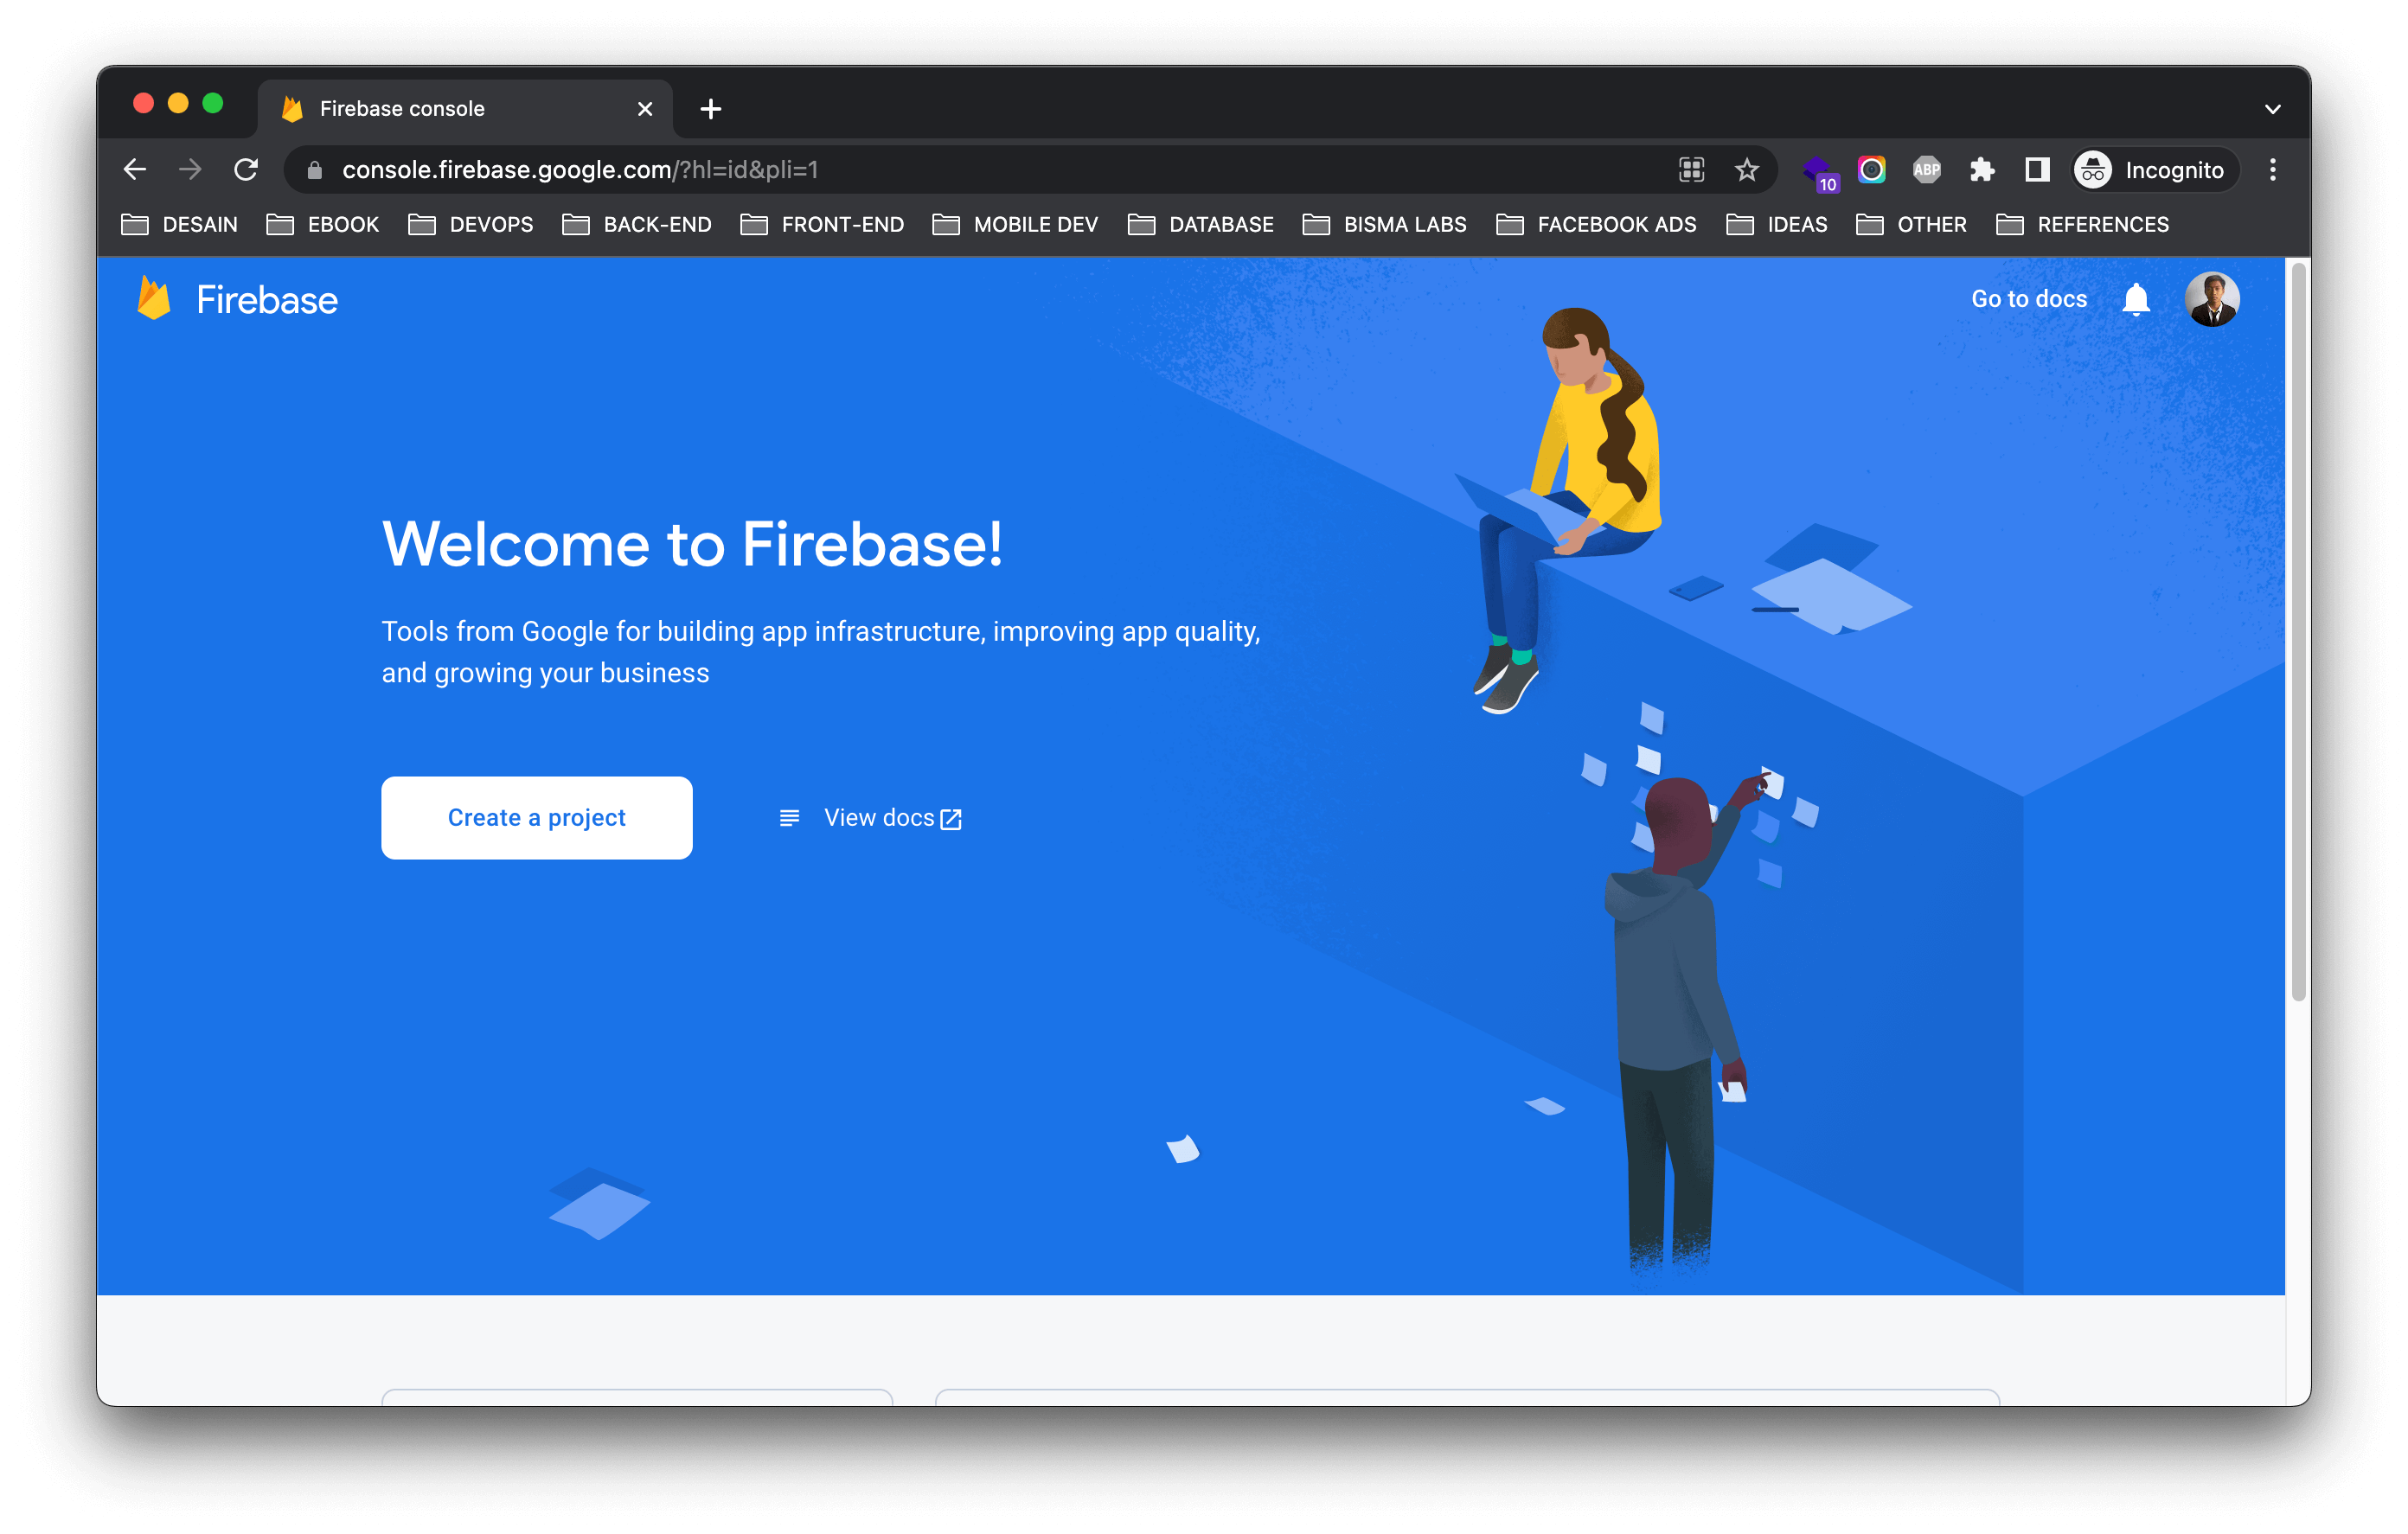 Firebase console
console.firebase.google.com/?hl=id&pli=1
10
ABP
Incognito
DESAIN EBOOK DEVOPS BACK-END FRONT-END MOBILE DEV DATABASE BISMA LABS FACEBOOK ADS IDEAS OTHER REFERENCES
Firebase
Go to docs
Welcome to Firebase!
Tools from Google for building app infrastructure, improving app quality,
and growing your business
Create a project
View docs